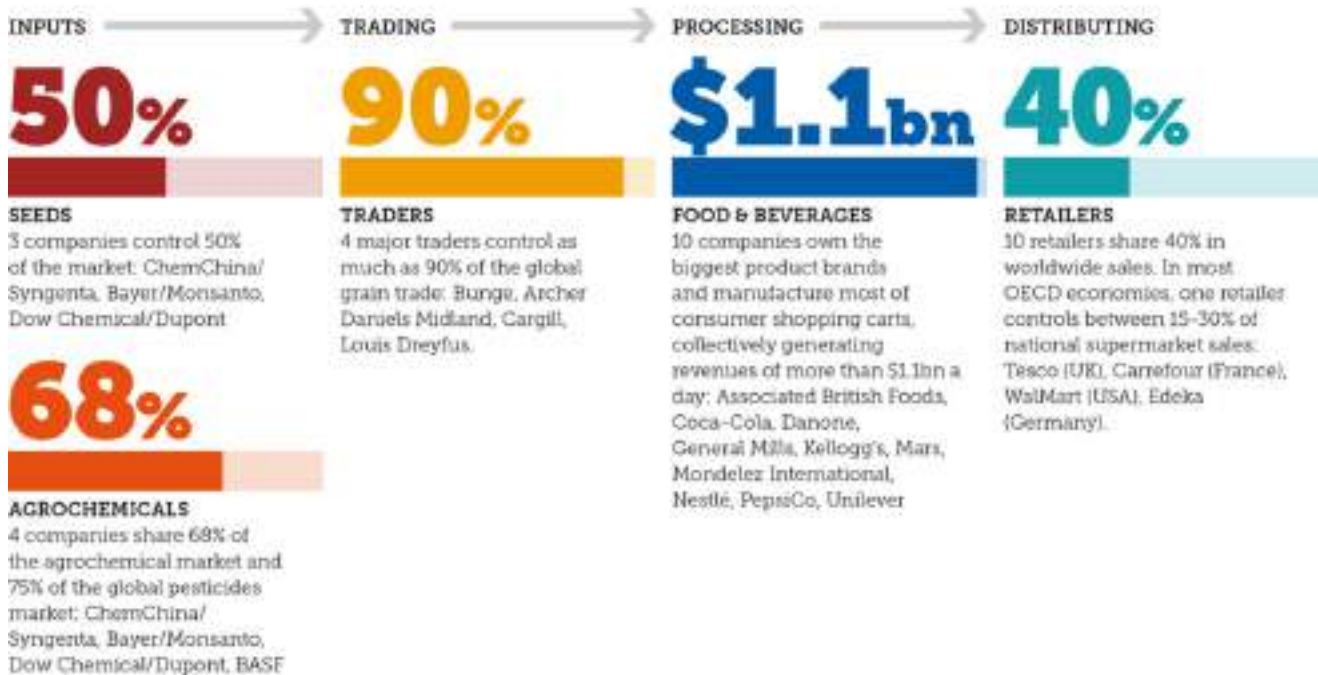 INPUTS
TRADING
PROCESSING
DISTRIBUTING
50%
SEEDS
3 companies control 50%
of the market: ChemChina/
Syngenta, Bayer/Monsanto,
Dow Chemical/Dupont
68%
AGROCHEMICALS
4 companies share 68% of
the agrochemical market and
75% of the global pesticides
market: ChemChina/
Syngenta, Bayer/Monsanto,
Dow Chemical/Dupont, BASF
90%
TRADERS
4 major traders control as
much as 90% of the global
grain trade: Bunge, Archer
Daniels Midland, Cargill,
Louis Dreyfus.
$1.1bn
FOOD & BEVERAGES
10 companies own the
biggest product brands
and manufacture most of
consumer shopping carts,
collectively generating
revenues of more than $1.1bn a
day: Associated British Foods,
Coca-Cola, Danone,
General Mills, Kellogg's, Mars,
Mondelez International,
Nestlé, PepsiCo, Unilever
40%
RETAILERS
10 retailers share 40% in
worldwide sales. In most
OECD economies, one retailer
controls between 15-30% of
national supermarket sales:
Tesco (UK), Carrefour (France),
WalMart (USA), Edeka
(Germany).